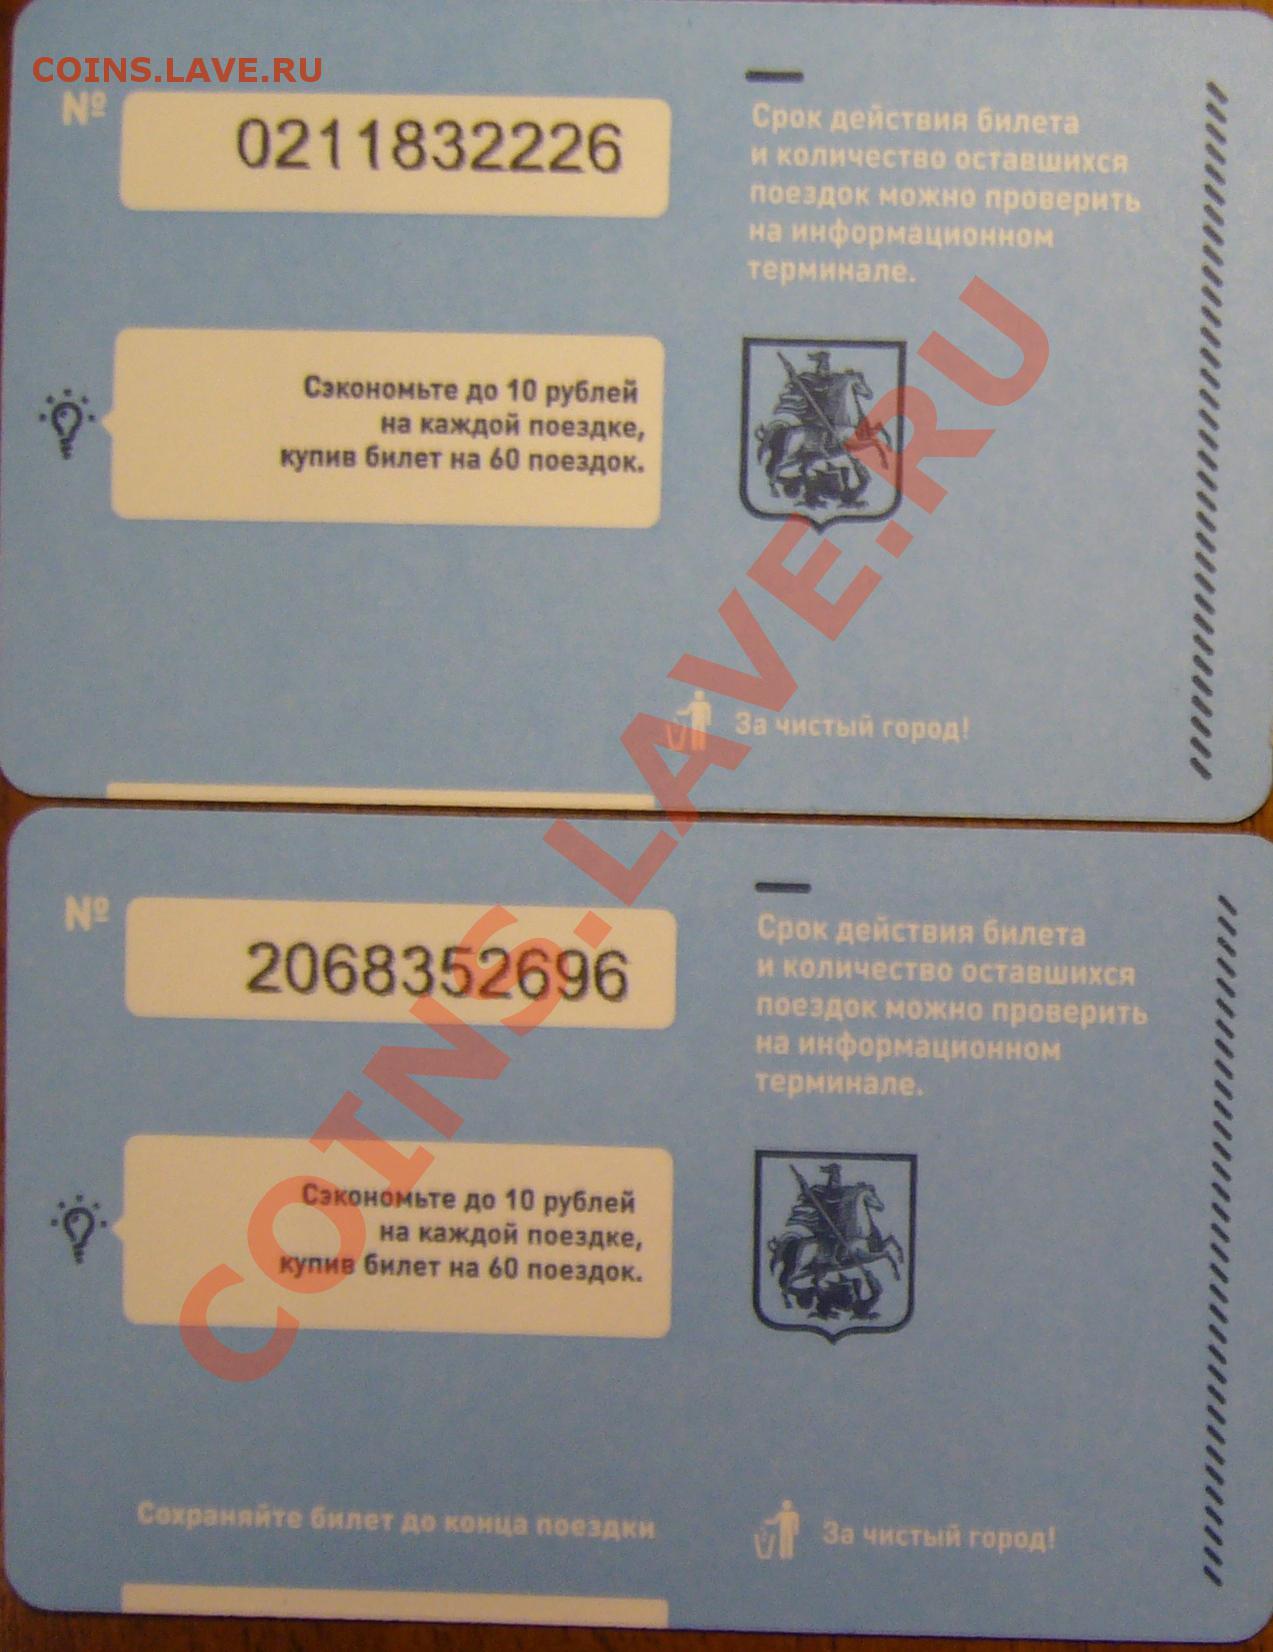 COINS.LAVE.RU
№
0211832226
Срок действия билета
и количество оставшихся
поездок можно проверить
на информационном
терминале.
Сэкономьте до 10 рублей
на каждой поездке,
купив билет на 60 поездок.
За чистый город!
COINS.LAVE.RU
№
2068352696
Срок действия билета
и количество оставшихся
поездок можно проверить
на информационном
терминале.
Сэкономьте до 10 рублей
на каждой поездке,
купив билет на 60 поездок.
Сохраняйте билет до конца поездки
За чистый город!